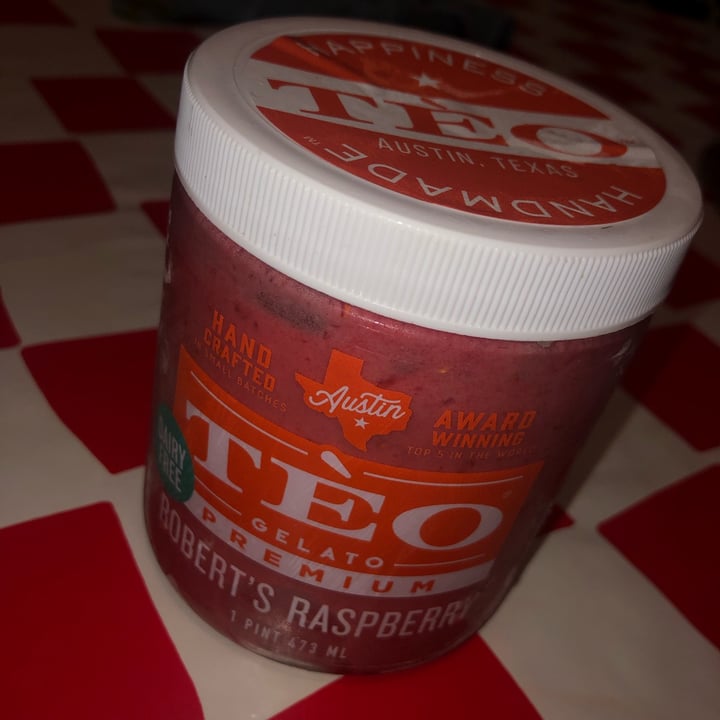 HAPPINESS
TÈO
AUSTIN, TEXAS
HANDMADE
HAND
CRAFTED
IN SMALL BATCHES
Austin
AWARD
WINNING
TOP 5 IN THE WORLD
DAIRY
FREE
TÈO
GELATO
PREMIUM
ROBERT'S RASPBERRY
1 PINT 473 ML